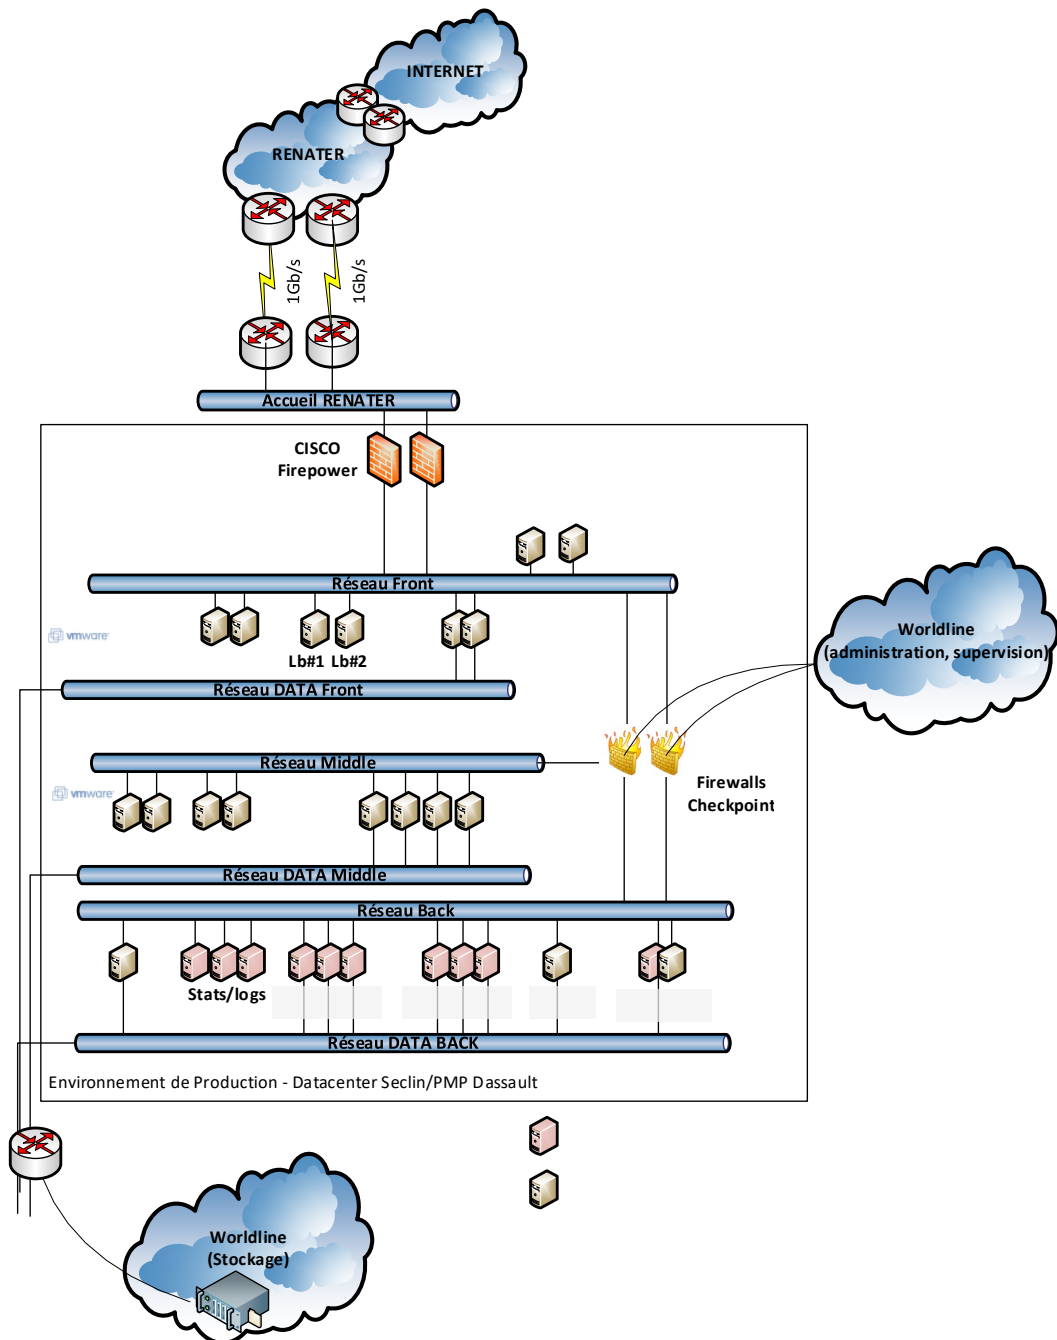 INTERNET
RENATER
1Gb/s
1Gb/s
Accueil RENATER
CISCO
Firepower
Réseau Front
vmware
Lb#1 Lb#2
Worldline
(administration, supervision)
Réseau DATA Front
Réseau Middle
vmware
Firewalls
Checkpoint
Réseau DATA Middle
Réseau Back
Stats/logs
Réseau DATA BACK
Environnement de Production - Datacenter Seclin/PMP Dassault
Worldline
(Stockage)